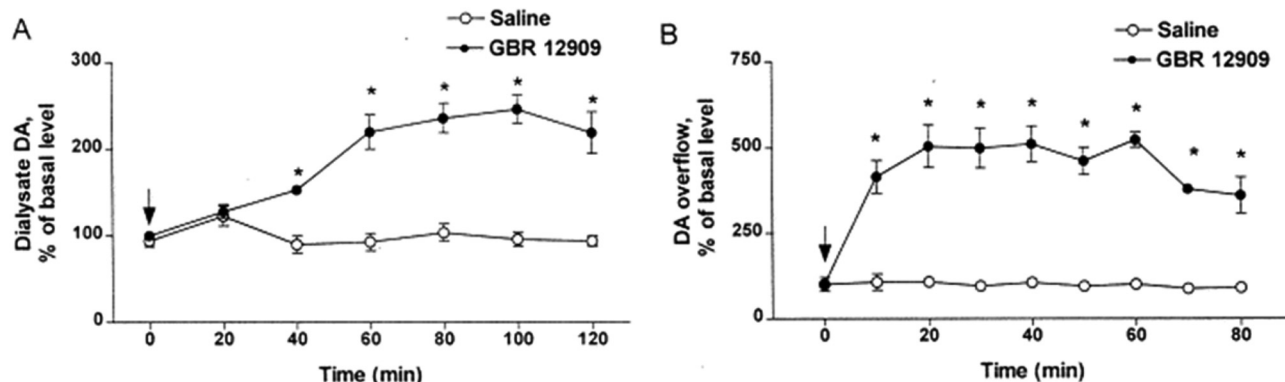 A
Saline
GBR 12909
300
200
100
0
Dialysate DA,
% of basal level
*
*
*
*
*
0 20 40 60 80 100 120
Time (min)
B
Saline
GBR 12909
750
500
250
0
DA overflow,
% of basal level
*
*
*
*
*
*
*
*
0 20 40 60 80
Time (min)